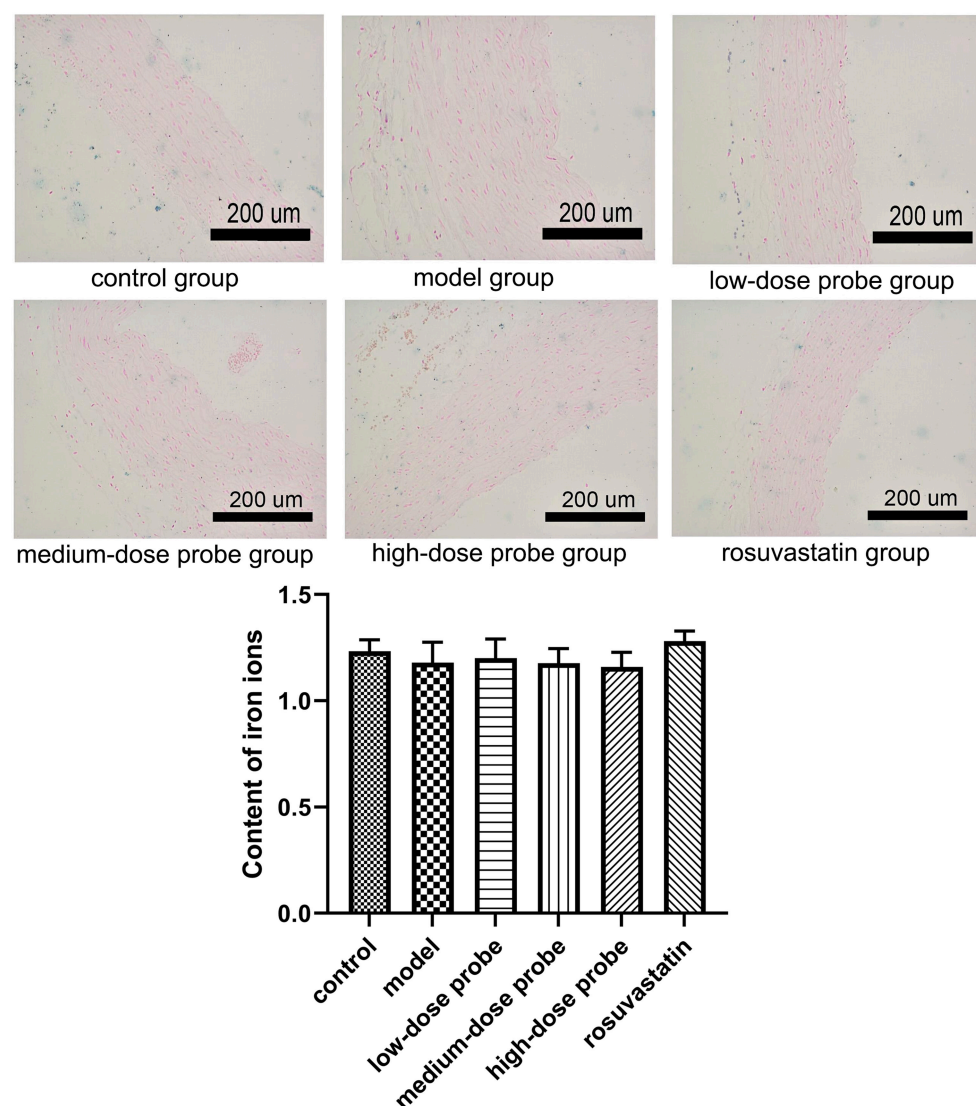 200 um
200 um
200 um
control group
model group
low-dose probe group
200 um
200 um
200 um
medium-dose probe group
high-dose probe group
rosuvastatin group
Content of iron ions
1.5
1.0
0.5
0.0
control
model
low-dose probe
medium-dose probe
high-dose probe
rosuvastatin